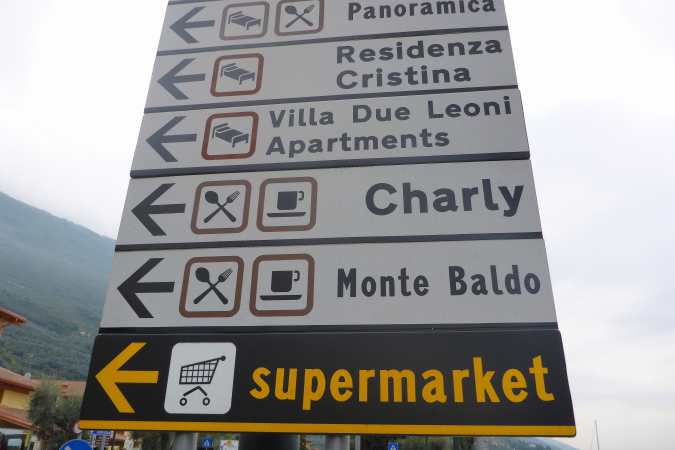 Panoramica
Residenza
Cristina
Villa Due Leoni
Apartments
Charly
Monte Baldo
supermarket